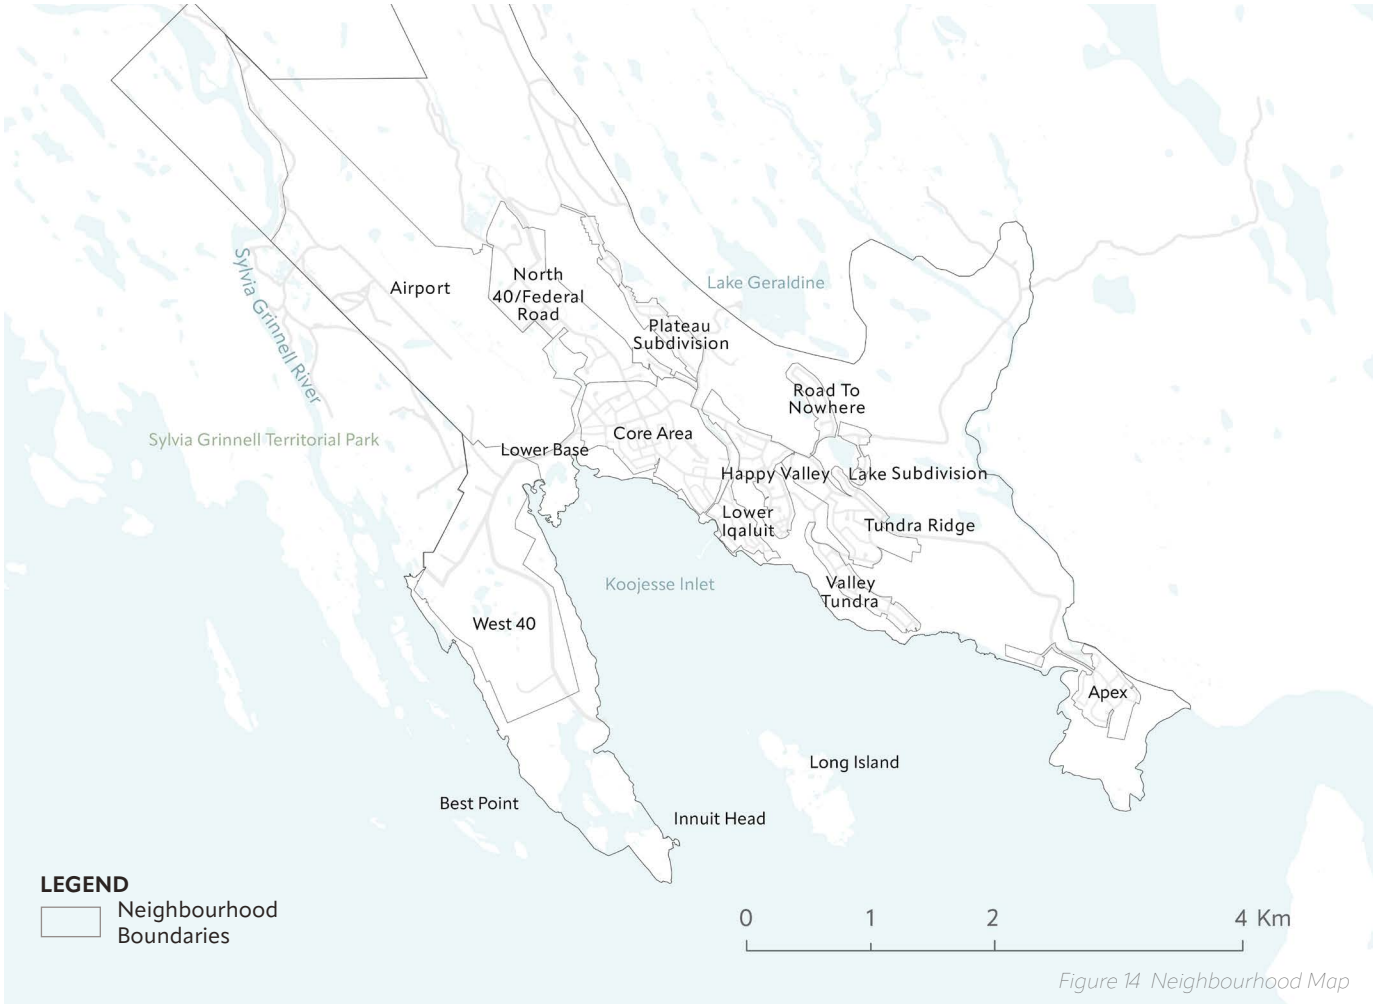 North
40/Federal
Road
Airport
Lake Geraldine
Sylvia Grinnell River
Plateau
Subdivision
Road To
Nowhere
Sylvia Grinnell Territorial Park
Core Area
Lower Base
Happy Valley
Lake Subdivision
Lower
Iqaluit
Tundra Ridge
Koojesse Inlet
Valley
Tundra
West 40
Apex
Long Island
Best Point
Innuit Head
LEGEND
Neighbourhood
Boundaries
0 1 2 4 Km
Figure 14 Neighbourhood Map